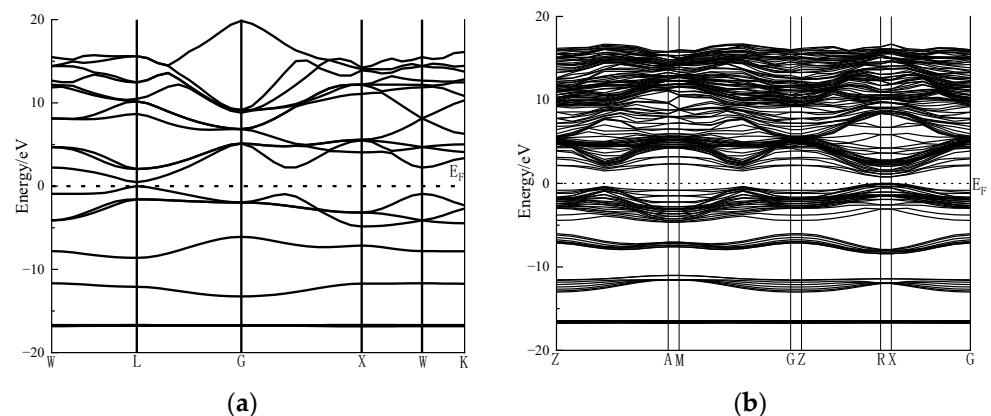 20
10
0
−10
−20
Energy/eV
E_F
W L G X W K
(a)
20
10
0
−10
−20
Energy/eV
E_F
Z A M G Z R X G
(b)